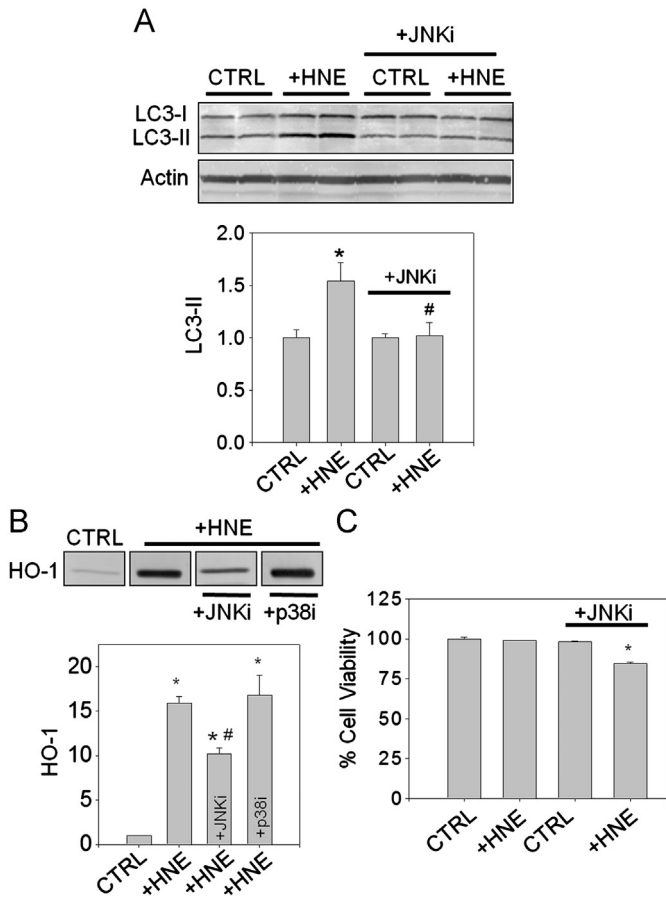 A
+JNKi
CTRL +HNE CTRL +HNE
LC3-I
LC3-II
Actin
2.0
1.5
1.0
0.5
0.0
LC3-II
*
+JNKi
#
CTRL +HNE CTRL +HNE
B
CTRL +HNE
HO-1
+JNKi +p38i
20
15
10
5
0
HO-1
* * # *
+JNKi +p38i
CTRL +HNE +HNE +HNE
C
125
100
75
50
25
0
% Cell Viability
+JNKi
*
CTRL +HNE CTRL +HNE